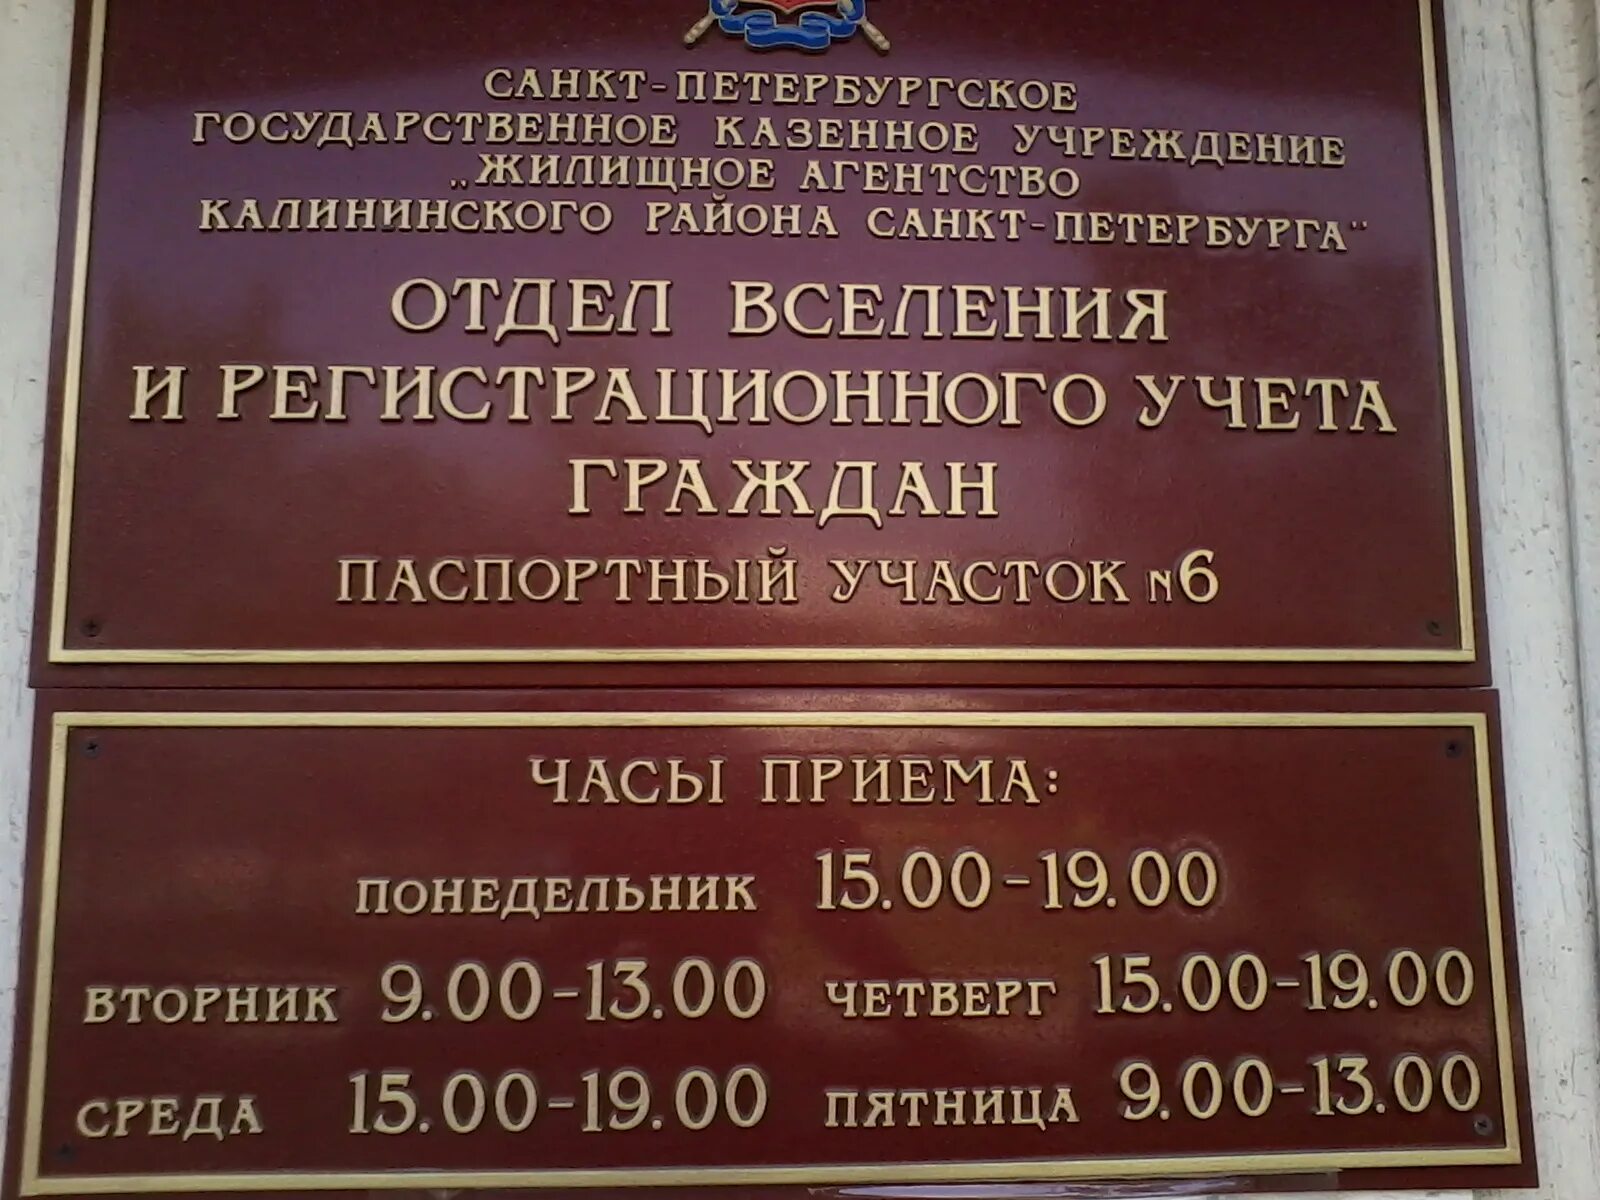 САНКТ-ПЕТЕРБУРГСКОЕ
ГОСУДАРСТВЕННОЕ КАЗЕННОЕ УЧРЕЖДЕНИЕ
„ЖИЛИЩНОЕ АГЕНТСТВО
КАЛИНИНСКОГО РАЙОНА САНКТ-ПЕТЕРБУРГА"
ОТДЕЛ ВСЕЛЕНИЯ
И РЕГИСТРАЦИОННОГО УЧЕТА
ГРАЖДАН
ПАСПОРТНЫЙ УЧАСТОК N6
ЧАСЫ ПРИЕМА:
ПОНЕДЕЛЬНИК 15.00-19.00
ВТОРНИК 9.00-13.00 ЧЕТВЕРГ 15.00-19.00
СРЕДА 15.00-19.00 ПЯТНИЦА 9.00-13.00